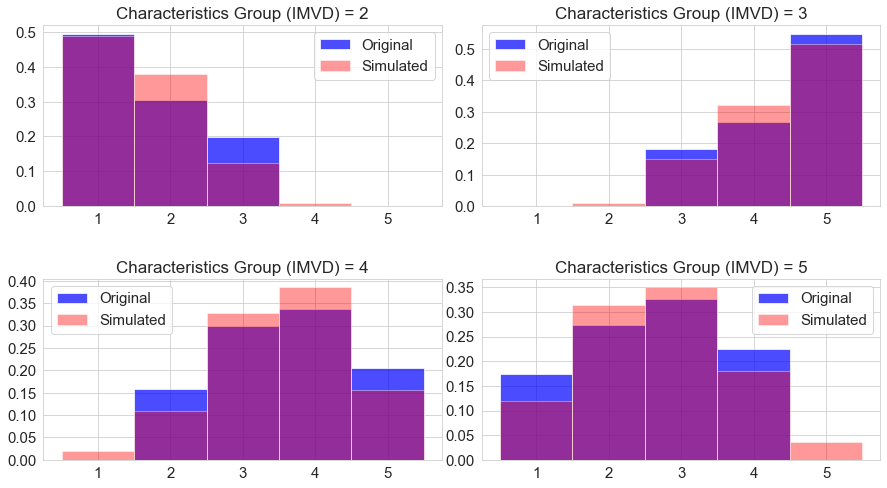 Characteristics Group (IMVD) = 2
Original
Simulated
0.5
0.4
0.3
0.2
0.1
0.0
1 2 3 4 5
Characteristics Group (IMVD) = 3
Original
Simulated
0.5
0.4
0.3
0.2
0.1
0.0
1 2 3 4 5
Characteristics Group (IMVD) = 4
Original
Simulated
0.40
0.35
0.30
0.25
0.20
0.15
0.10
0.05
0.00
1 2 3 4 5
Characteristics Group (IMVD) = 5
Original
Simulated
0.35
0.30
0.25
0.20
0.15
0.10
0.05
0.00
1 2 3 4 5